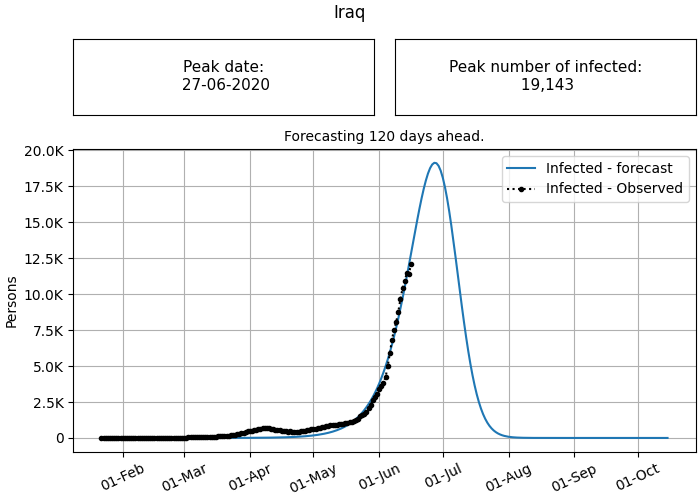 Iraq
Peak date:
27-06-2020
Peak number of infected:
19,143
Forecasting 120 days ahead.
20.0K
17.5K
15.0K
12.5K
10.0K
7.5K
5.0K
2.5K
0
Persons
Infected - forecast
Infected - Observed
01-Feb
01-Mar
01-Apr
01-May
01-Jun
01-Jul
01-Aug
01-Sep
01-Oct